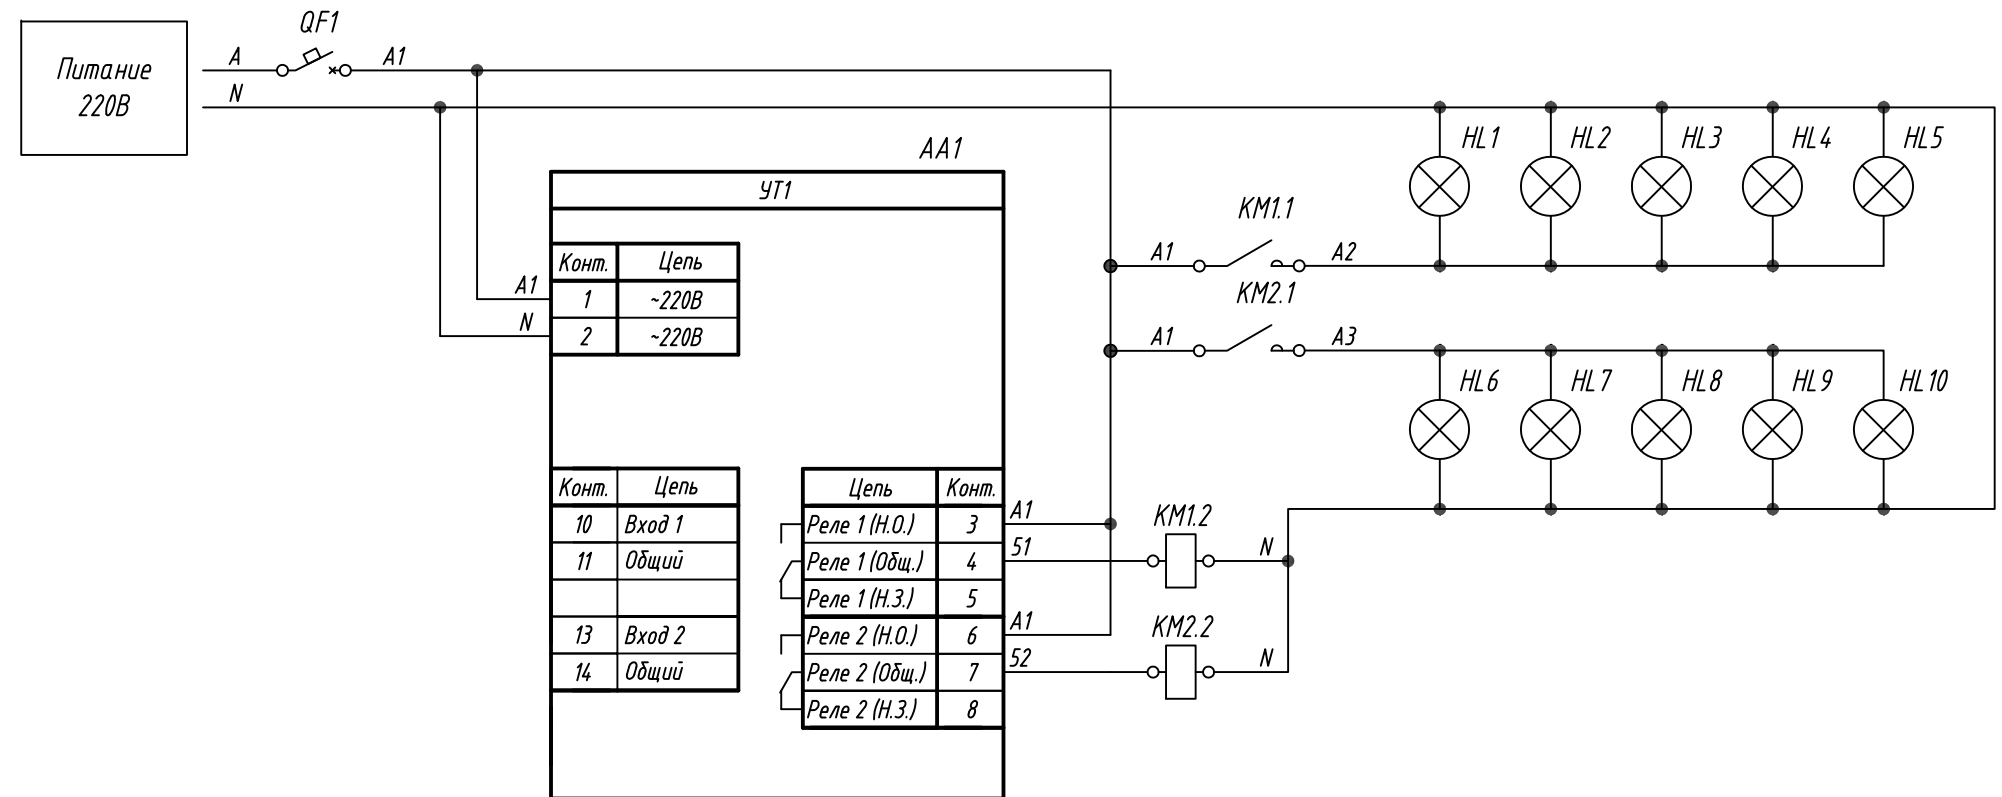 Питание
220В
QF1
A
A1
N
AA1
УТ1
Конт. Цепь
A1 1 ~220В
N 2 ~220В
Конт. Цепь
10 Вход 1
11 Общий
13 Вход 2
14 Общий
Цепь Конт.
Реле 1 (Н.О.) 3 A1
Реле 1 (Общ.) 4 51
Реле 1 (Н.З.) 5
Реле 2 (Н.О.) 6 A1
Реле 2 (Общ.) 7 52
Реле 2 (Н.З.) 8
HL1 HL2 HL3 HL4 HL5
KM1.1
A1 A2
KM2.1
A1 A3
HL6 HL7 HL8 HL9 HL10
KM1.2
N
KM2.2
N